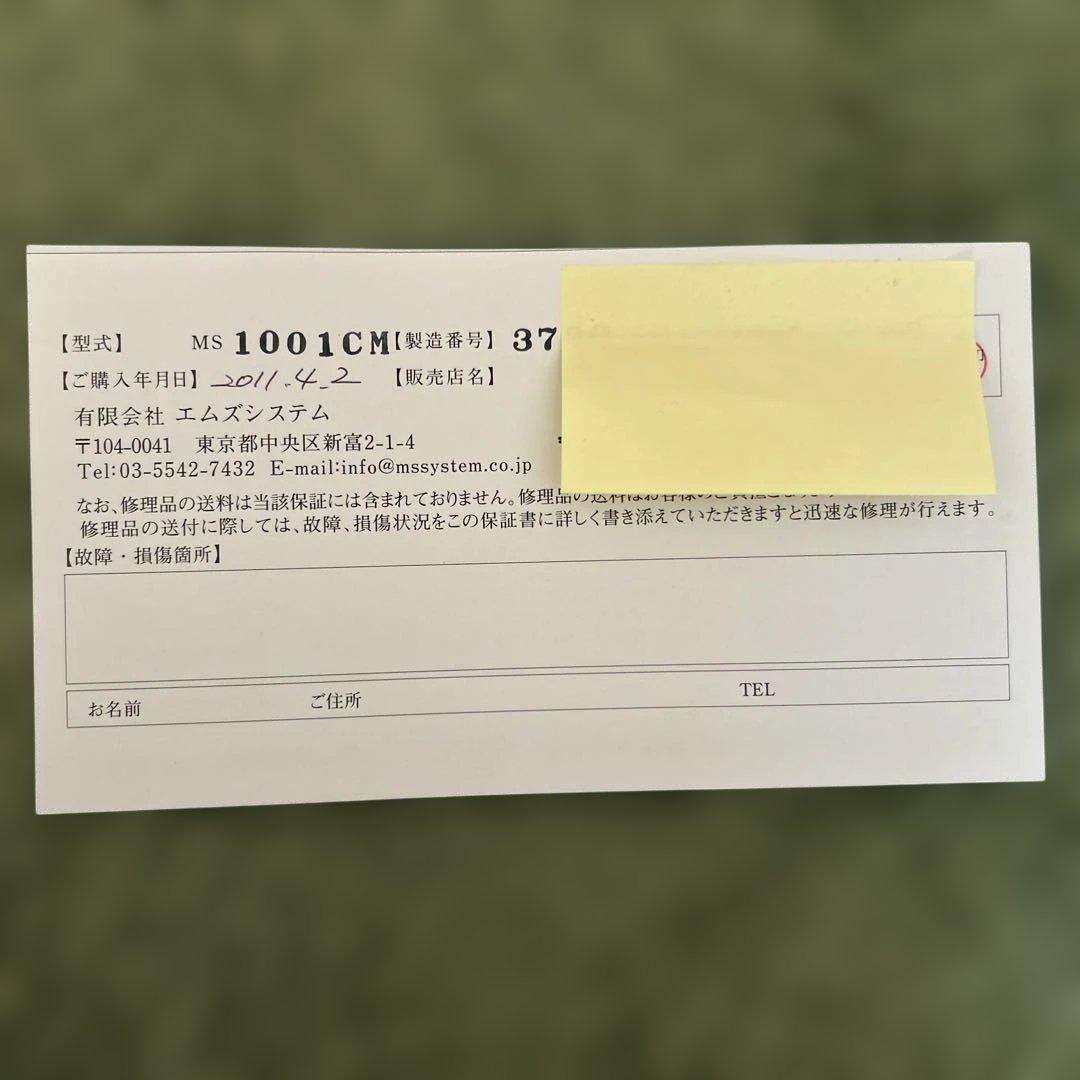 【型式】 MS 1001CM 【製造番号】 37
【ご購入年月日】 2011.4.2 【販売店名】
有限会社 エムズシステム
〒104-0041 東京都中央区新富2-1-4
Tel:03-5542-7432 E-mail:info@mssystem.co.jp
なお、修理品の送料は当該保証には含まれておりません。修理品の送料はお客様の
修理品の送付に際しては、故障、損傷状況をこの保証書に詳しく書き添えていただきますと迅速な修理が行えます。
【故障・損傷箇所】
お名前 ご住所 TEL